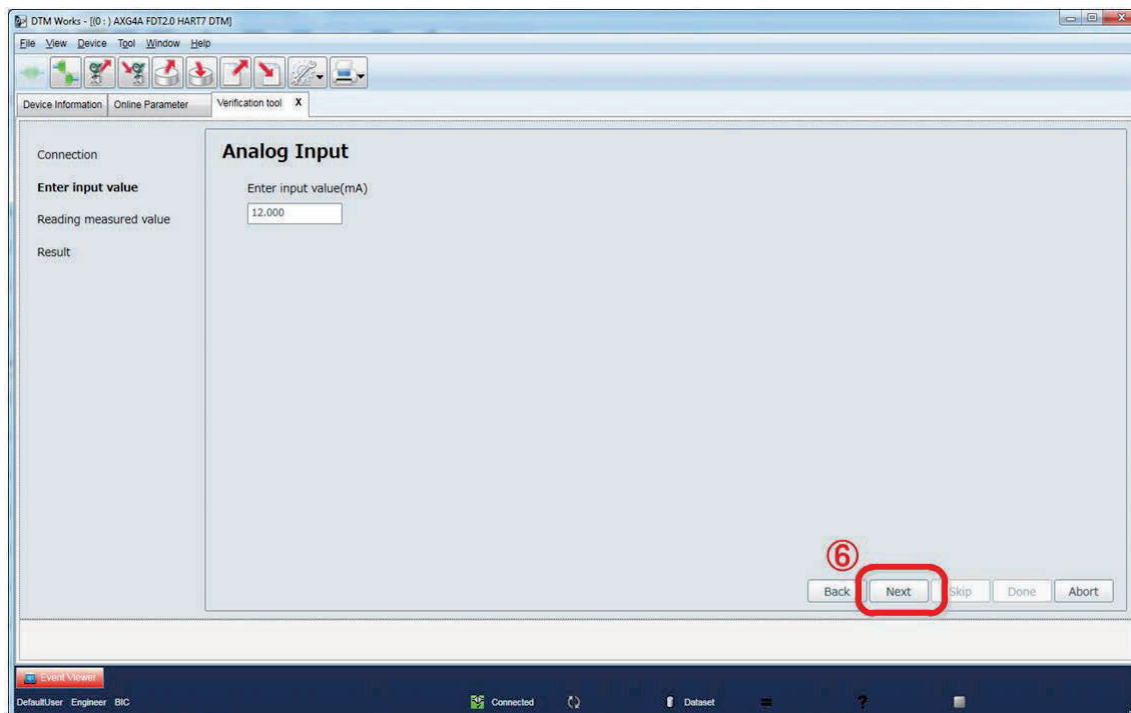 DTM Works - [(0 : ) AXG4A FDT2.0 HART7 DTM]
File View Device Tool Window Help
Device Information Online Parameter Verification tool X
Connection
Enter input value
Reading measured value
Result
Analog Input
Enter input value(mA)
12.000
⑥
Back Next Skip Done Abort
Event Viewer
DefaultUser Engineer BIC Connected Dataset ?